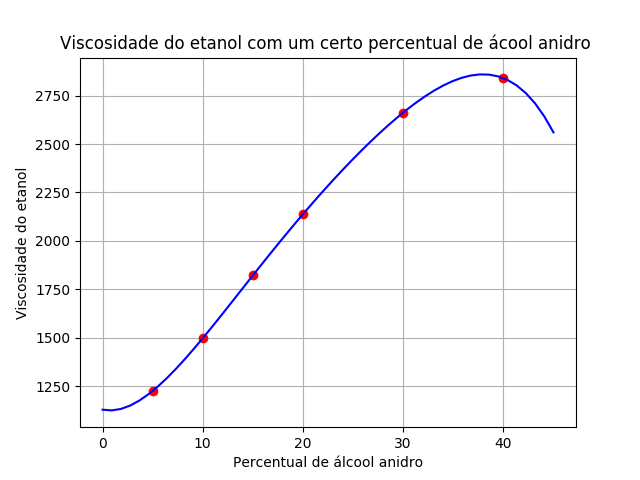 Viscosidade do etanol com um certo percentual de ácool anidro
2750
2500
2250
2000
1750
1500
1250
Viscosidade do etanol
0 10 20 30 40
Percentual de álcool anidro